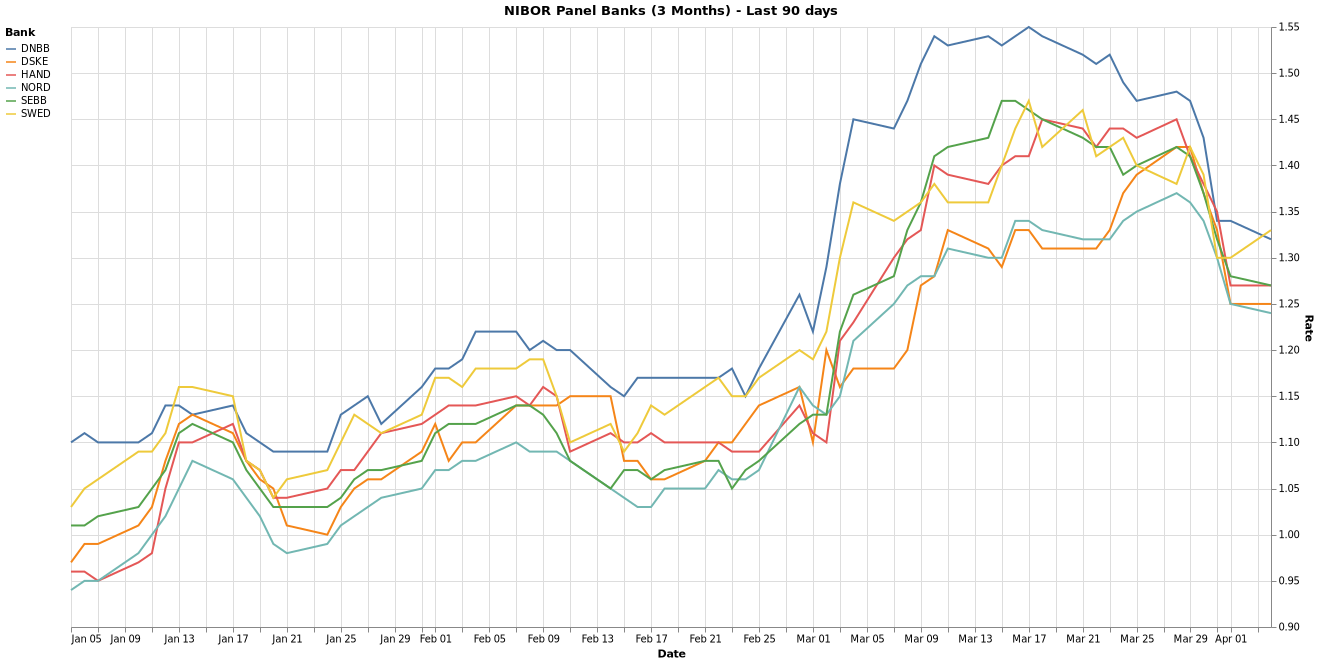 NIBOR Panel Banks (3 Months) - Last 90 days
Bank
DNBB
DSKE
HAND
NORD
SEBB
SWED
1.55
1.50
1.45
1.40
1.35
1.30
1.25
1.20
1.15
1.10
1.05
1.00
0.95
0.90
Rate
Jan 05 Jan 09 Jan 13 Jan 17 Jan 21 Jan 25 Jan 29 Feb 01 Feb 05 Feb 09 Feb 13 Feb 17 Feb 21 Feb 25 Mar 01 Mar 05 Mar 09 Mar 13 Mar 17 Mar 21 Mar 25 Mar 29 Apr 01
Date